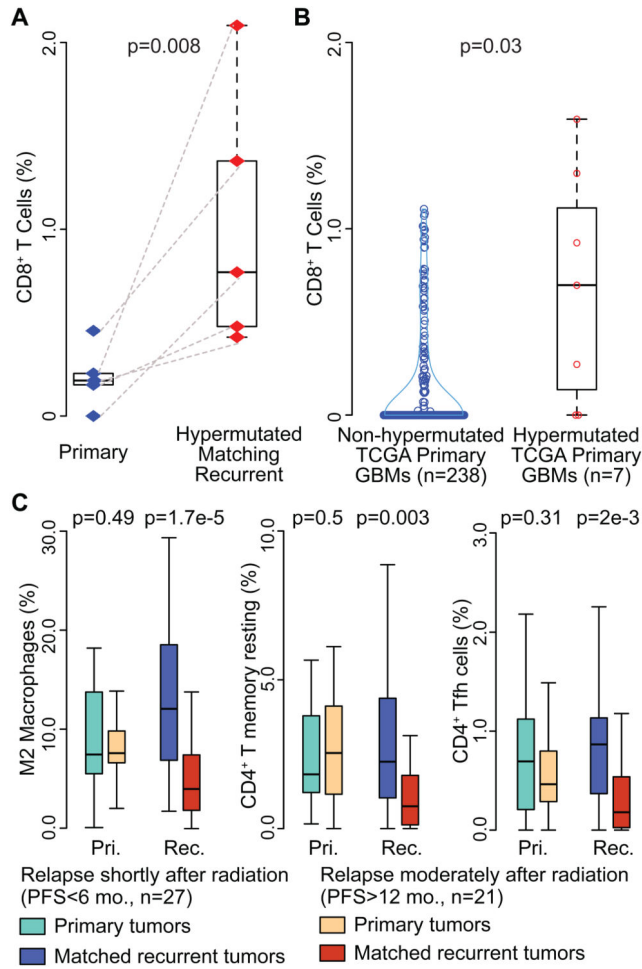 A
p=0.008
CD8⁺ T Cells (%)
2.0
1.0
0
Primary
Hypermutated
Matching
Recurrent
B
p=0.03
CD8⁺ T Cells (%)
2.0
1.0
0
Non-hypermutated
TCGA Primary
GBMs (n=238)
Hypermutated
TCGA Primary
GBMs (n=7)
C
p=0.49 p=1.7e-5
M2 Macrophages (%)
30.0
20.0
10.0
0.0
Pri. Rec.
p=0.5 p=0.003
CD4⁺ T memory resting (%)
10.0
5.0
0.0
Pri. Rec.
p=0.31 p=2e-3
CD4⁺ Tfh cells (%)
3.0
2.0
1.0
0.0
Pri. Rec.
Relapse shortly after radiation
(PFS<6 mo., n=27)
Primary tumors
Matched recurrent tumors
Relapse moderately after radiation
(PFS>12 mo., n=21)
Primary tumors
Matched recurrent tumors